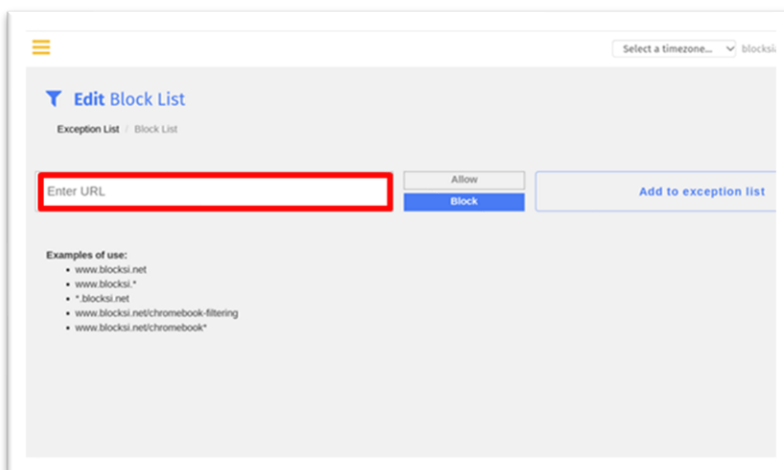 Select a timezone... blocksi
Edit Block List
Exception List / Block List
Enter URL
Allow
Block
Add to exception list
Examples of use:
• www.blocksi.net
• www.blocksi.*
• *.blocksi.net
• www.blocksi.net/chromebook-filtering
• www.blocksi.net/chromebook*